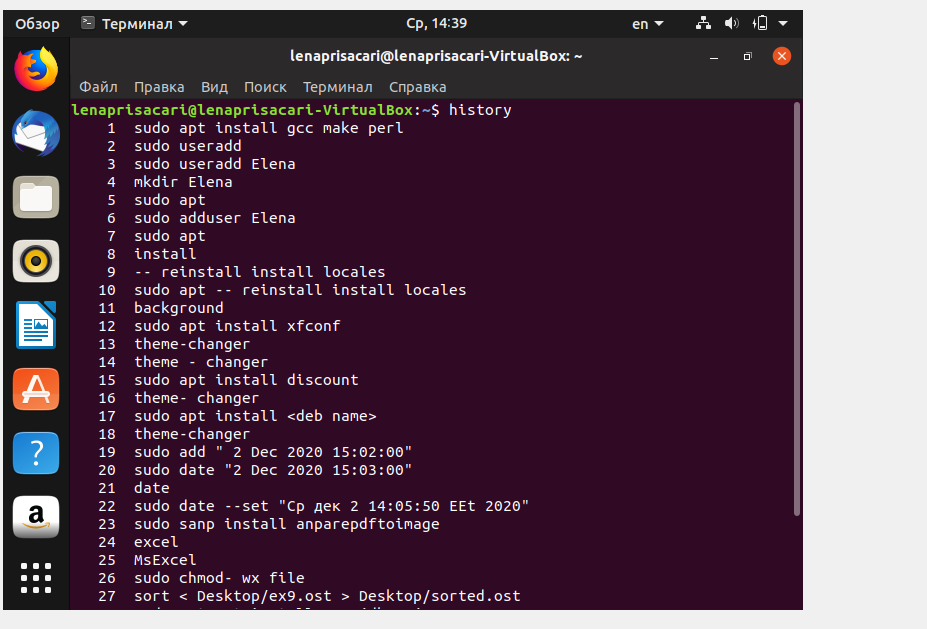 Обзор Терминал Ср, 14:39 en
lenaprisacari@lenaprisacari-VirtualBox: ~
Файл Правка Вид Поиск Терминал Справка
lenaprisacari@lenaprisacari-VirtualBox:~$ history
1 sudo apt install gcc make perl
2 sudo useradd
3 sudo useradd Elena
4 mkdir Elena
5 sudo apt
6 sudo adduser Elena
7 sudo apt
8 install
9 -- reinstall install locales
10 sudo apt -- reinstall install locales
11 background
12 sudo apt install xfconf
13 theme-changer
14 theme - changer
15 sudo apt install discount
16 theme- changer
17 sudo apt install <deb name>
18 theme-changer
19 sudo add " 2 Dec 2020 15:02:00"
20 sudo date "2 Dec 2020 15:03:00"
21 date
22 sudo date --set "Ср дек 2 14:05:50 EEt 2020"
23 sudo sanp install anparepdftoimage
24 excel
25 MsExcel
26 sudo chmod- wx file
27 sort < Desktop/ex9.ost > Desktop/sorted.ost